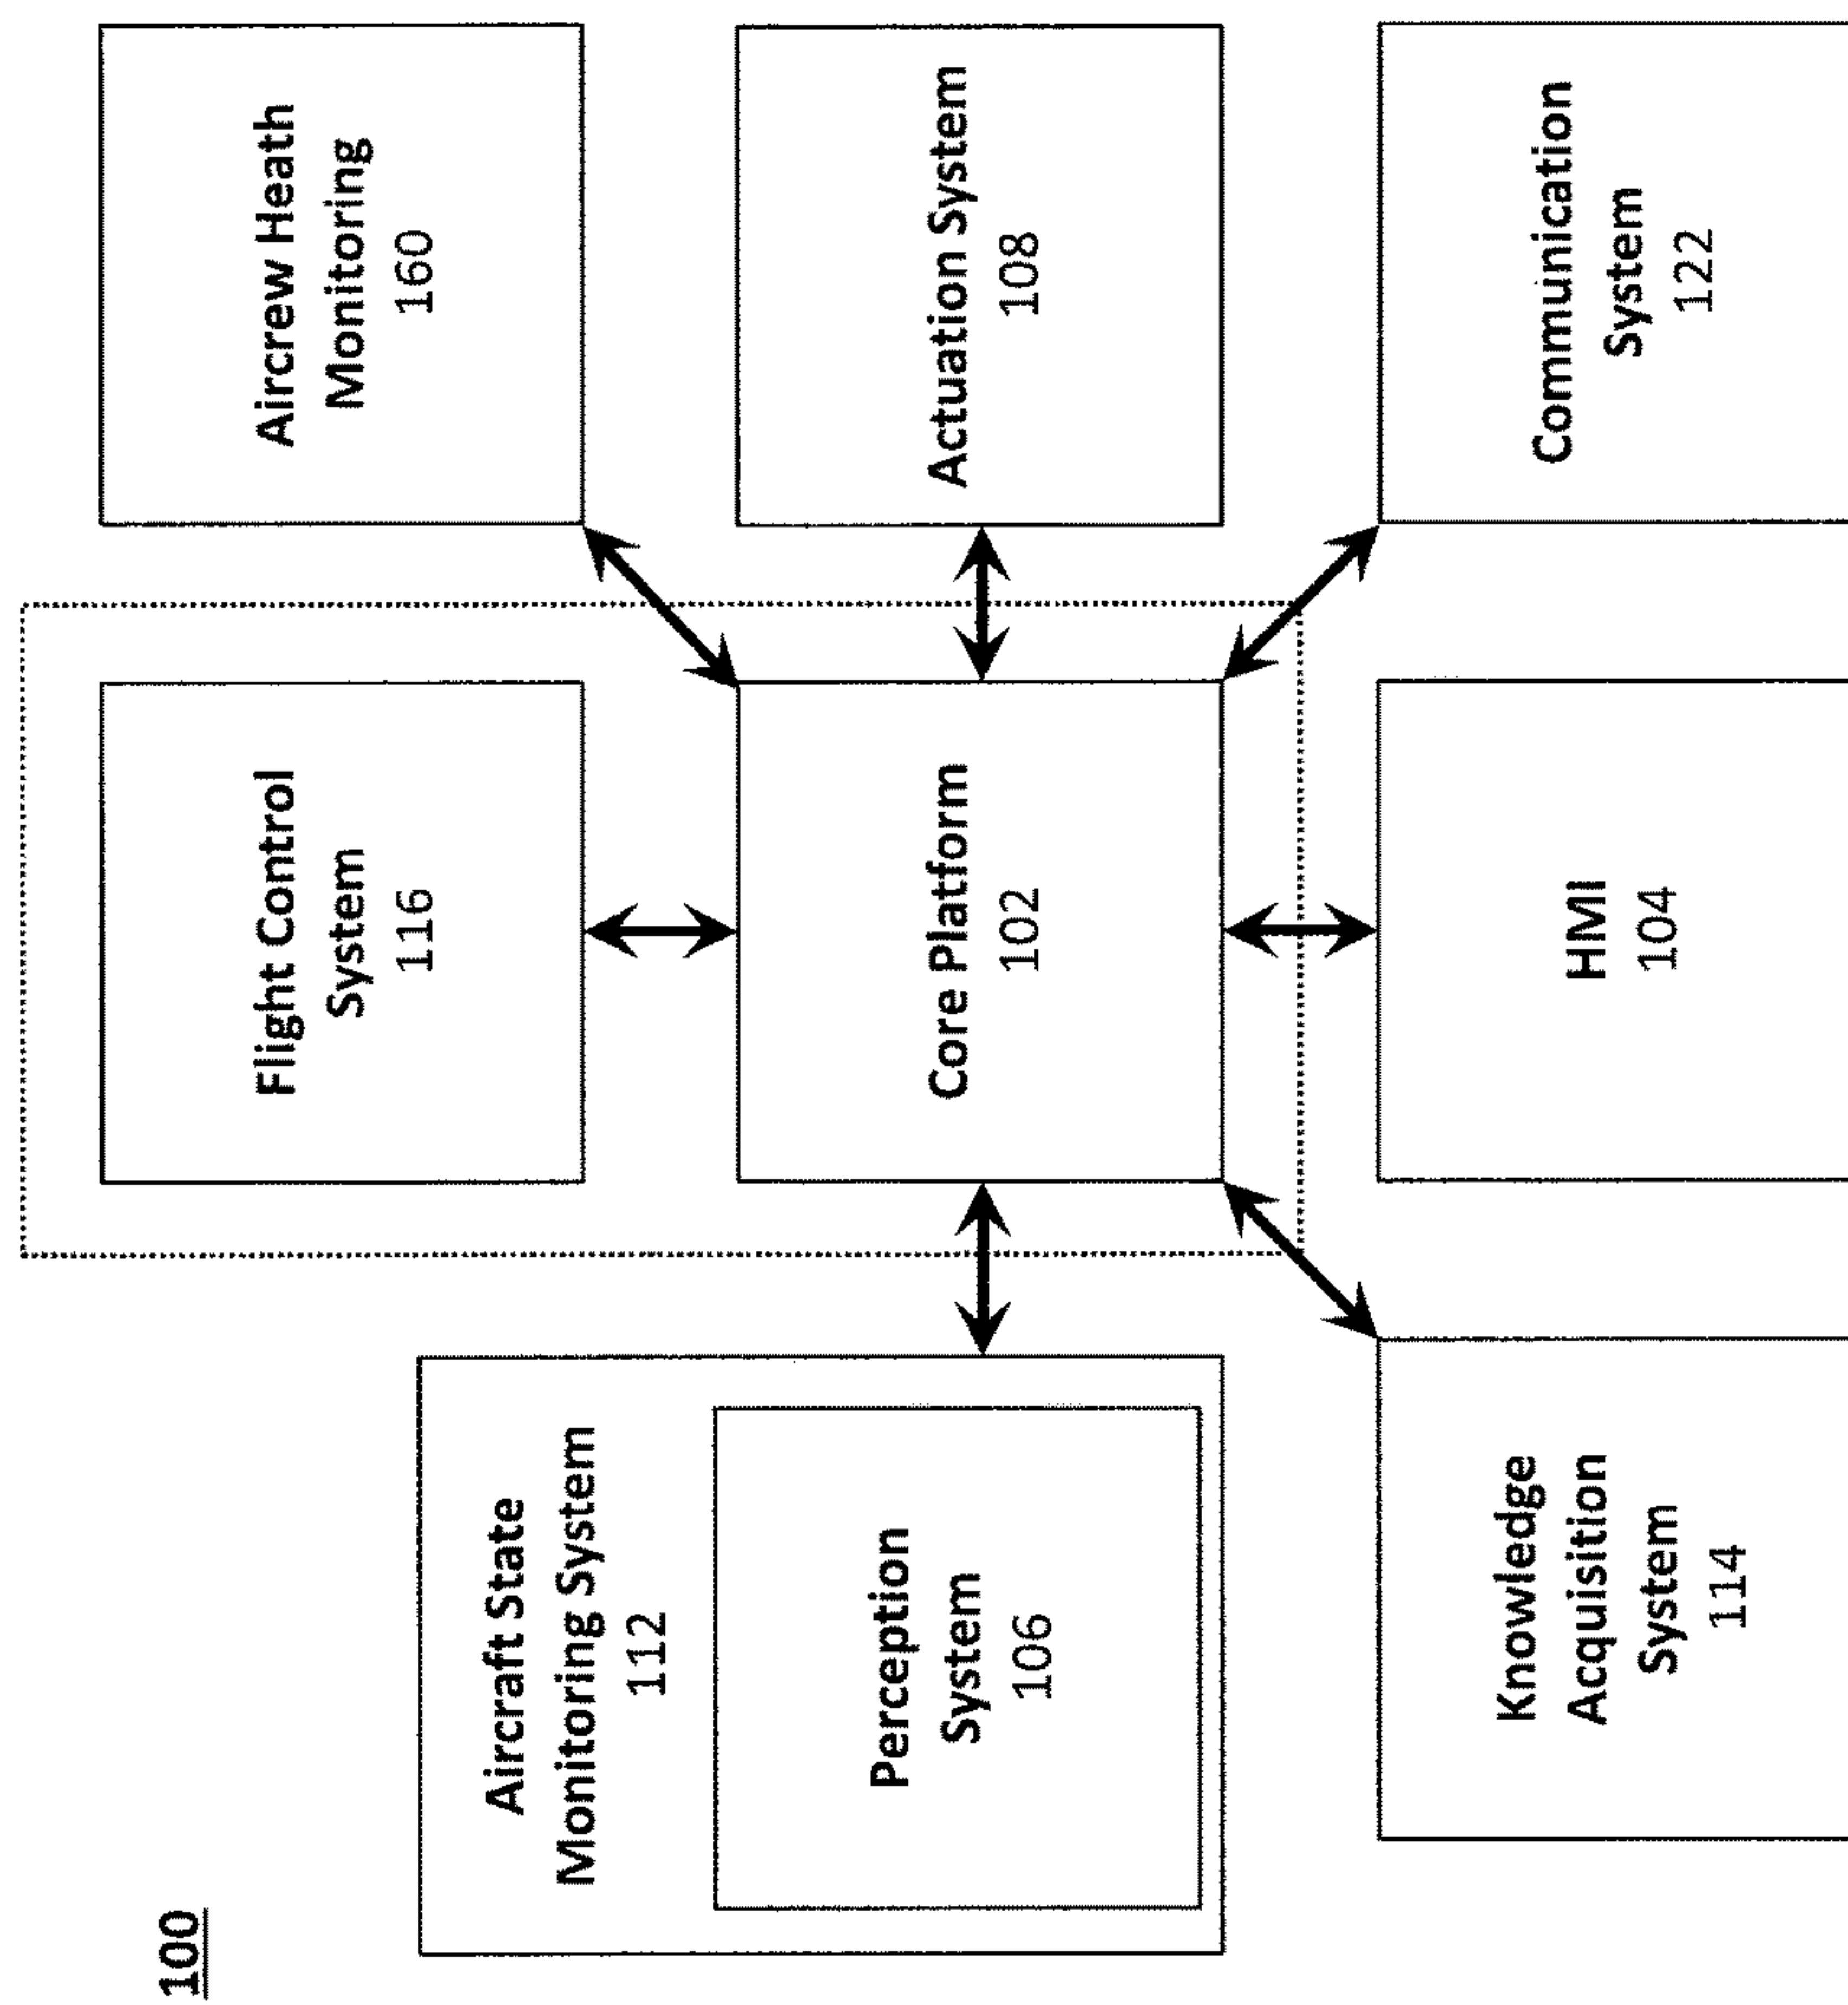 100
Aircraft State
Monitoring System
112
Perception
System
106
Flight Control
System
116
Aircrew Heath
Monitoring
160
Core Platform
102
Actuation System
108
Knowledge
Acquisition
System
114
HMI
104
Communication
System
122